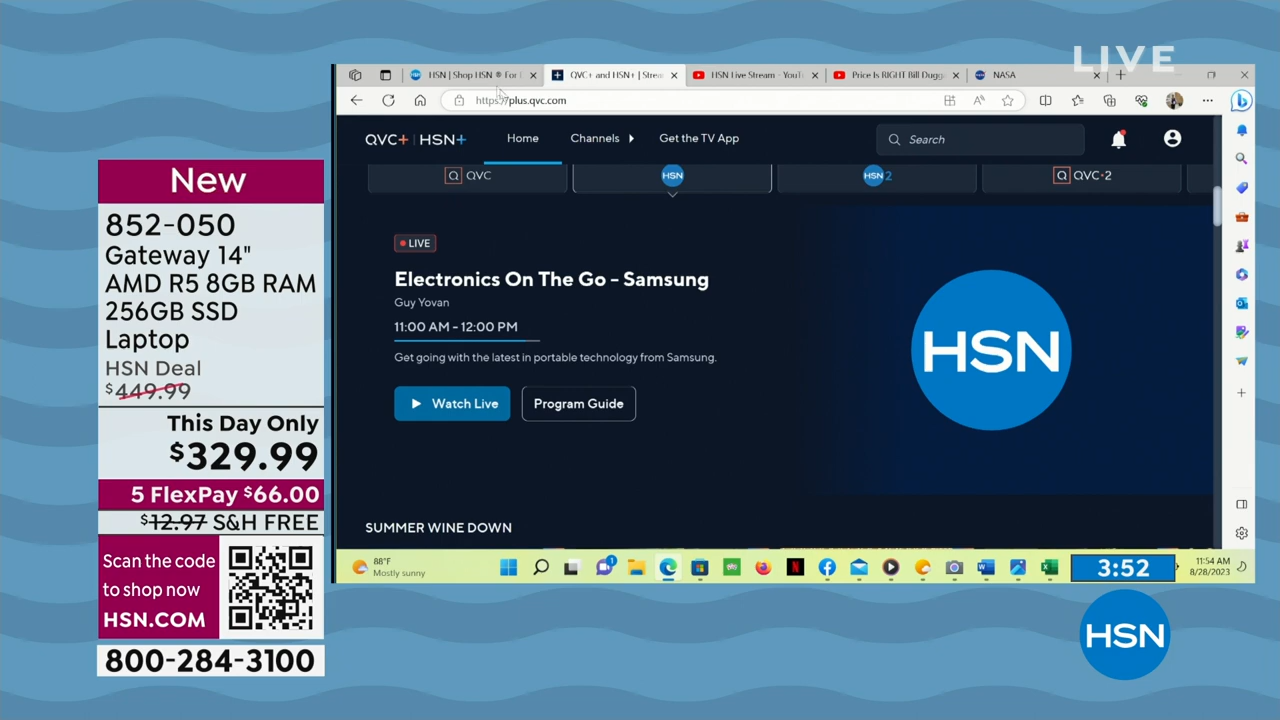 LIVE
New
852-050
Gateway 14"
AMD R5 8GB RAM
256GB SSD
Laptop
HSN Deal
$449.99
This Day Only
$329.99
5 FlexPay $66.00
$12.97 S&H FREE
Scan the code
to shop now
HSN.COM
800-284-3100
HSN | Shop HSN ® For
QVC+ and HSN+ | Strea
HSN Live Stream - YouT
Price Is RIGHT Bill Dugg
NASA
https://plus.qvc.com
QVC+ | HSN+
Home
Channels
Get the TV App
Search
QVC
HSN
HSN 2
QVC·2
LIVE
Electronics On The Go – Samsung
Guy Yovan
11:00 AM - 12:00 PM
Get going with the latest in portable technology from Samsung.
Watch Live
Program Guide
HSN
SUMMER WINE DOWN
88°F
Mostly sunny
3:52
11:54 AM
8/28/2023
HSN